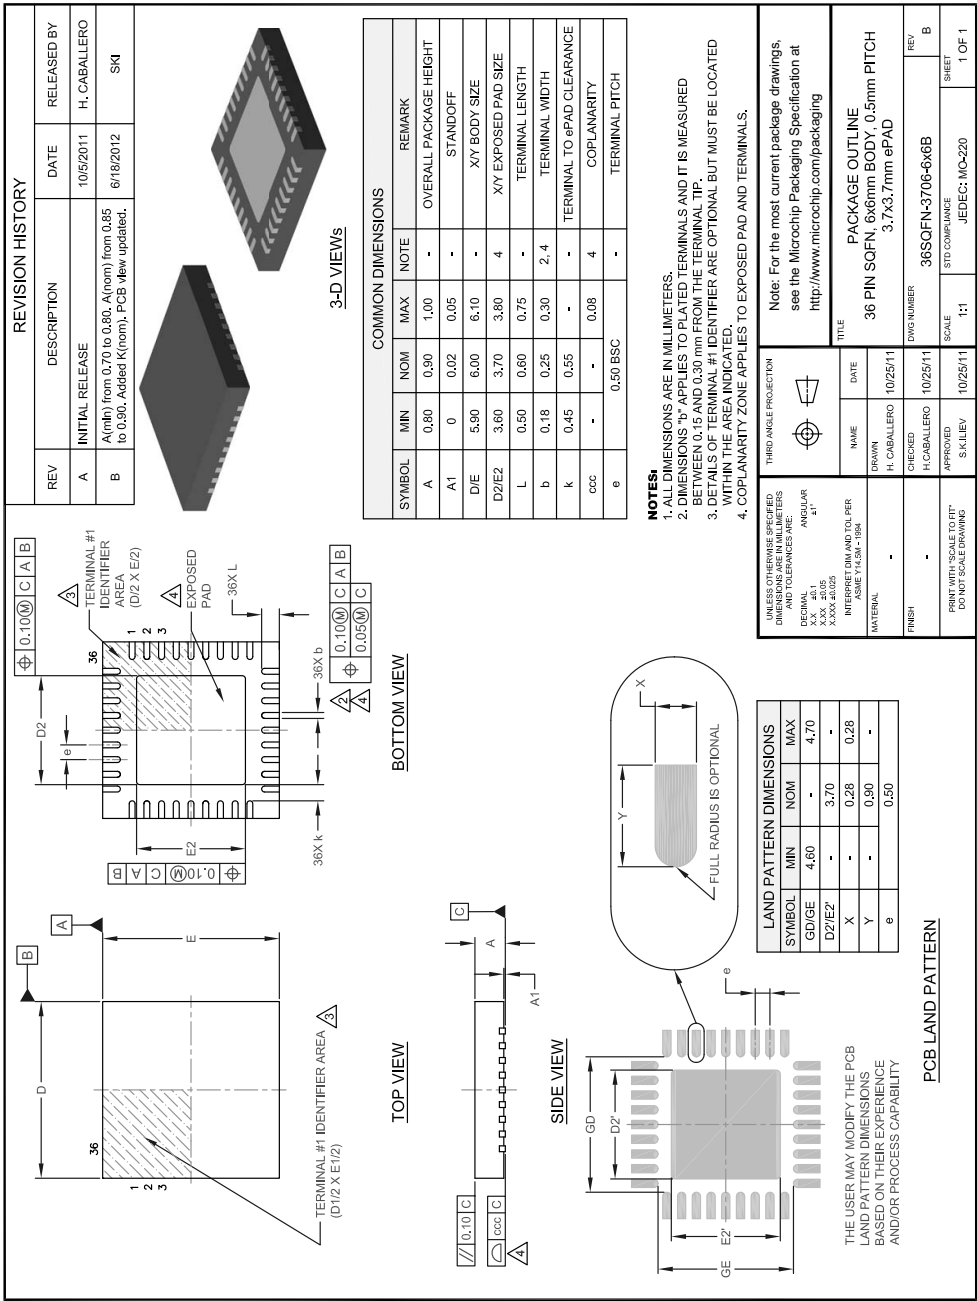 REVISION HISTORY
REV DESCRIPTION DATE RELEASED BY
A INITIAL RELEASE 10/5/2011 H. CABALLERO
B A(min) from 0.70 to 0.80. A(nom) from 0.85 to 0.90. Added K(nom). PCB view updated. 6/18/2012 SKI
B
A
D
E
36
1
2
3
TERMINAL #1 IDENTIFIER AREA 3
(D1/2 X E1/2)
TOP VIEW
0.10Ⓜ C A B
D2
e
36
1
2
3
3
TERMINAL #1
IDENTIFIER
AREA
(D/2 X E/2)
4
EXPOSED
PAD
36X L
E2
0.10Ⓜ C A B
36X k
36X b
2
4
0.10Ⓜ C A B
0.05Ⓜ C
BOTTOM VIEW
3-D VIEWs
// 0.10 C
ccc C
4
C
A
A1
SIDE VIEW
COMMON DIMENSIONS
SYMBOL MIN NOM MAX NOTE REMARK
A 0.80 0.90 1.00 - OVERALL PACKAGE HEIGHT
A1 0 0.02 0.05 - STANDOFF
D/E 5.90 6.00 6.10 - X/Y BODY SIZE
D2/E2 3.60 3.70 3.80 4 X/Y EXPOSED PAD SIZE
L 0.50 0.60 0.75 - TERMINAL LENGTH
b 0.18 0.25 0.30 2, 4 TERMINAL WIDTH
k 0.45 0.55 - - TERMINAL TO ePAD CLEARANCE
ccc - - 0.08 4 COPLANARITY
e 0.50 BSC - TERMINAL PITCH
NOTES:
1. ALL DIMENSIONS ARE IN MILLIMETERS.
2. DIMENSIONS "b" APPLIES TO PLATED TERMINALS AND IT IS MEASURED
BETWEEN 0.15 AND 0.30 mm FROM THE TERMINAL TIP.
3. DETAILS OF TERMINAL #1 IDENTIFIER ARE OPTIONAL BUT MUST BE LOCATED
WITHIN THE AREA INDICATED.
4. COPLANARITY ZONE APPLIES TO EXPOSED PAD AND TERMINALS.
GD
D2'
E2'
GE
e
X
Y
FULL RADIUS IS OPTIONAL
THE USER MAY MODIFY THE PCB
LAND PATTERN DIMENSIONS
BASED ON THEIR EXPERIENCE
AND/OR PROCESS CAPABILITY
LAND PATTERN DIMENSIONS
SYMBOL MIN NOM MAX
GD/GE 4.60 - 4.70
D2'/E2' - 3.70 -
X - 0.28 0.28
Y - 0.90 -
e 0.50
PCB LAND PATTERN
UNLESS OTHERWISE SPECIFIED
DIMENSIONS ARE IN MILLIMETERS
AND TOLERANCES ARE:
DECIMAL ANGULAR
X.X ±0.1 ±1°
X.XX ±0.05
X.XXX ±0.025
INTERPRET DIM AND TOL PER
ASME Y14.5M - 1994
MATERIAL
-
FINISH
-
PRINT WITH "SCALE TO FIT"
DO NOT SCALE DRAWING
THIRD ANGLE PROJECTION
NAME DATE
DRAWN
H. CABALLERO 10/25/11
CHECKED
H.CABALLERO 10/25/11
APPROVED
S.K.ILIEV 10/25/11
Note: For the most current package drawings,
see the Microchip Packaging Specification at
http://www.microchip.com/packaging
TITLE
PACKAGE OUTLINE
36 PIN SQFN, 6x6mm BODY, 0.5mm PITCH
3.7x3.7mm ePAD
DWG NUMBER
36SQFN-3706-6x6B
REV
B
SCALE
1:1
STD COMPLIANCE
JEDEC: MO-220
SHEET
1 OF 1